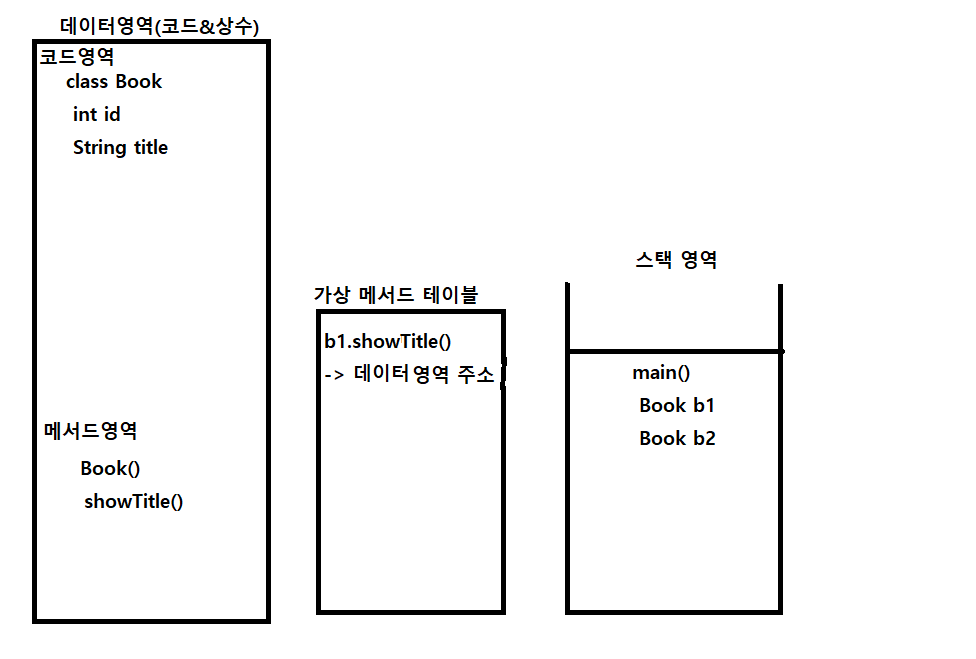 데이터영역(코드&상수)
코드영역
class Book
int id
String title
메서드영역
Book()
showTitle()
가상 메서드 테이블
b1.showTitle()
-> 데이터영역 주소
스택 영역
main()
Book b1
Book b2